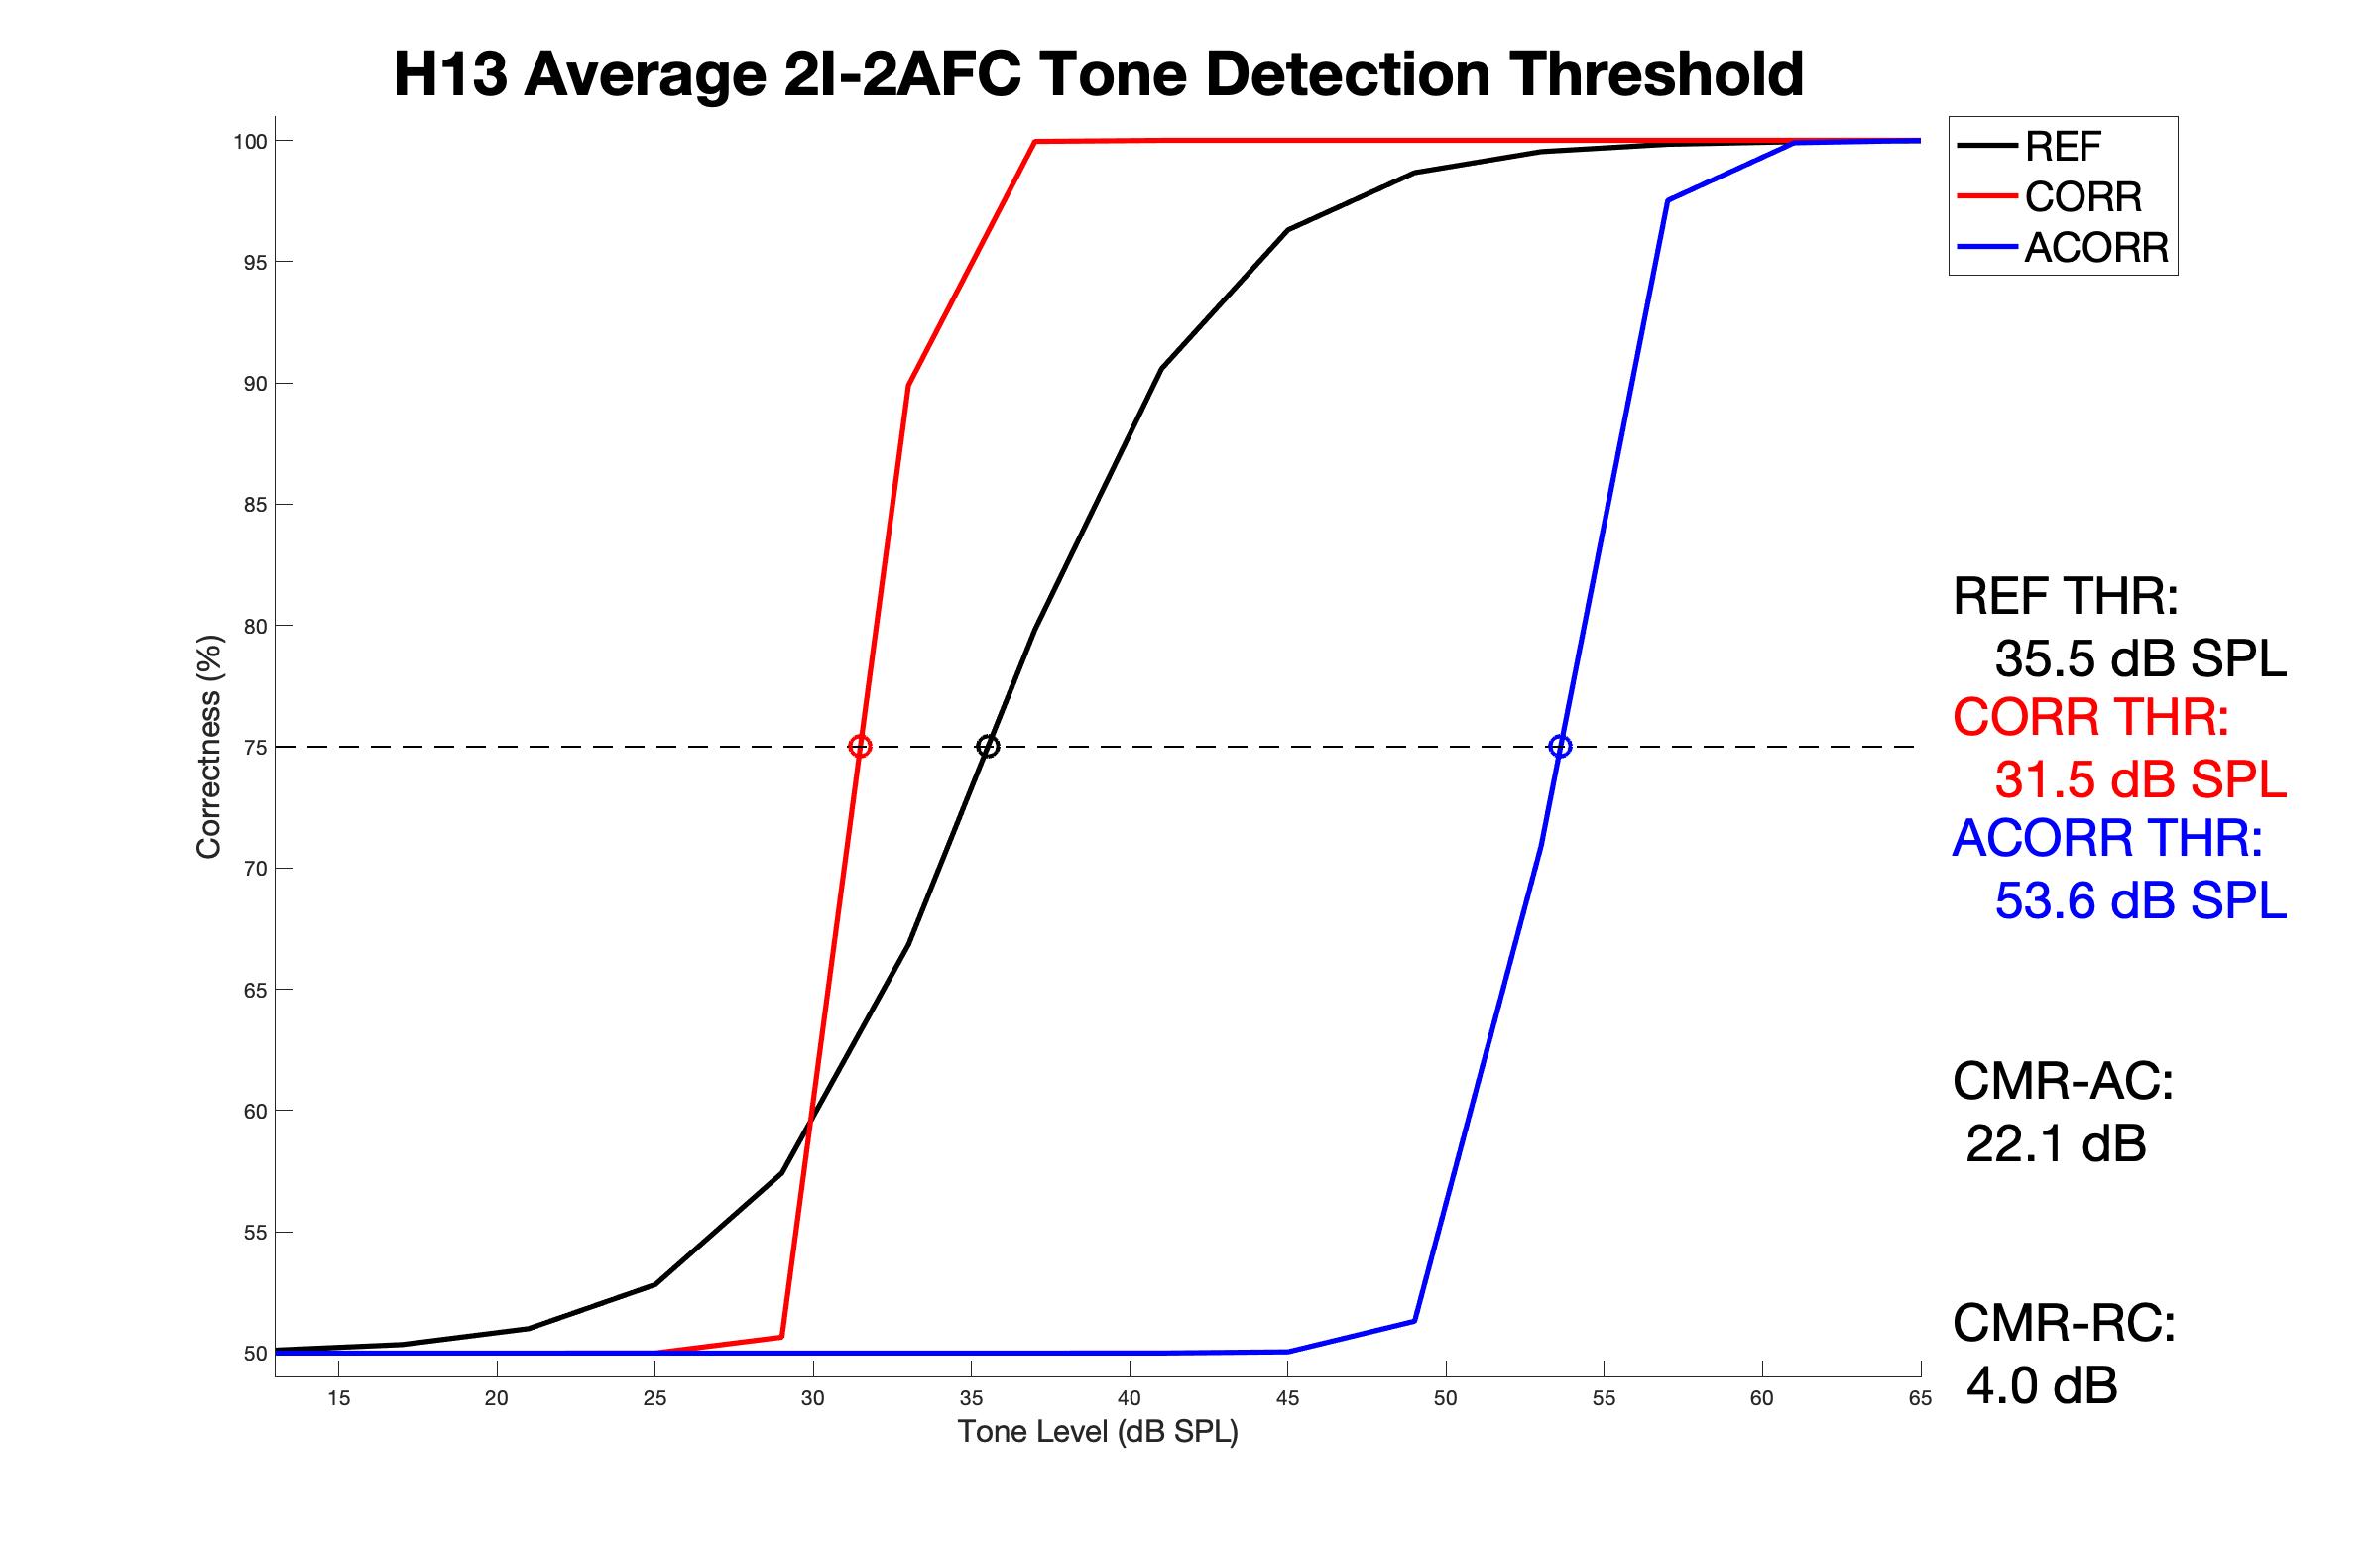 H13 Average 2I-2AFC Tone Detection Threshold
REF
CORR
ACORR
100
95
90
85
80
75
70
65
60
55
50
Correctness (%)
15 20 25 30 35 40 45 50 55 60 65
Tone Level (dB SPL)
REF THR:
35.5 dB SPL
CORR THR:
31.5 dB SPL
ACORR THR:
53.6 dB SPL
CMR-AC:
22.1 dB
CMR-RC:
4.0 dB